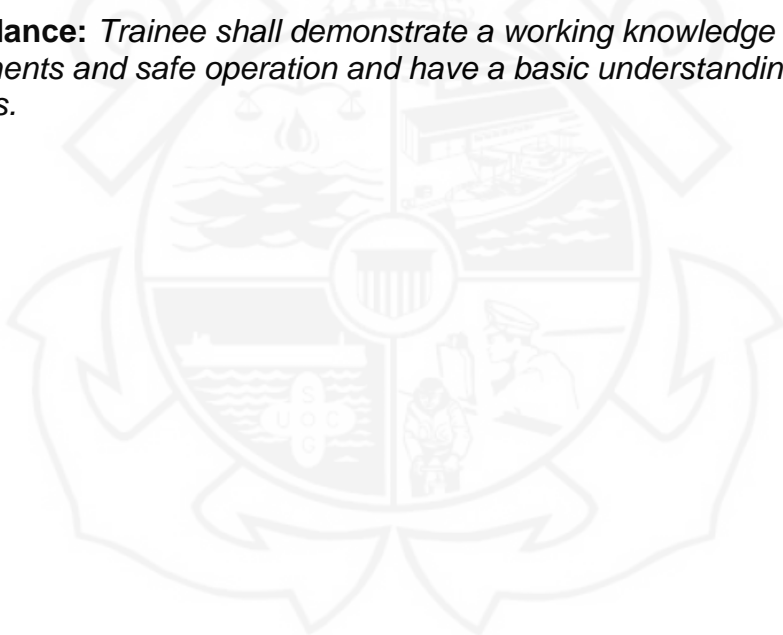 lance: Trainee shall demonstrate a working knowledge
nents and safe operation and have a basic understandin
s.
S
U O C
G